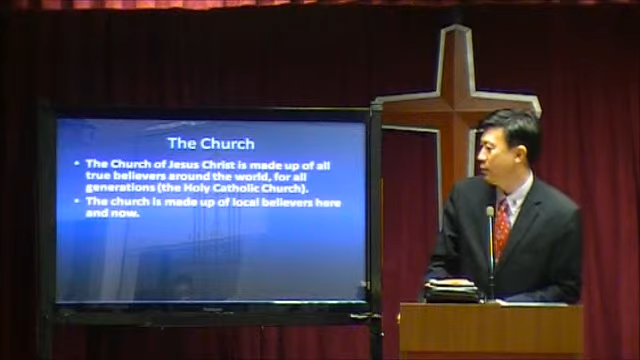 The Church
• The Church of Jesus Christ is made up of all
true believers around the world, for all
generations (the Holy Catholic Church).
• The church is made up of local believers here
and now.